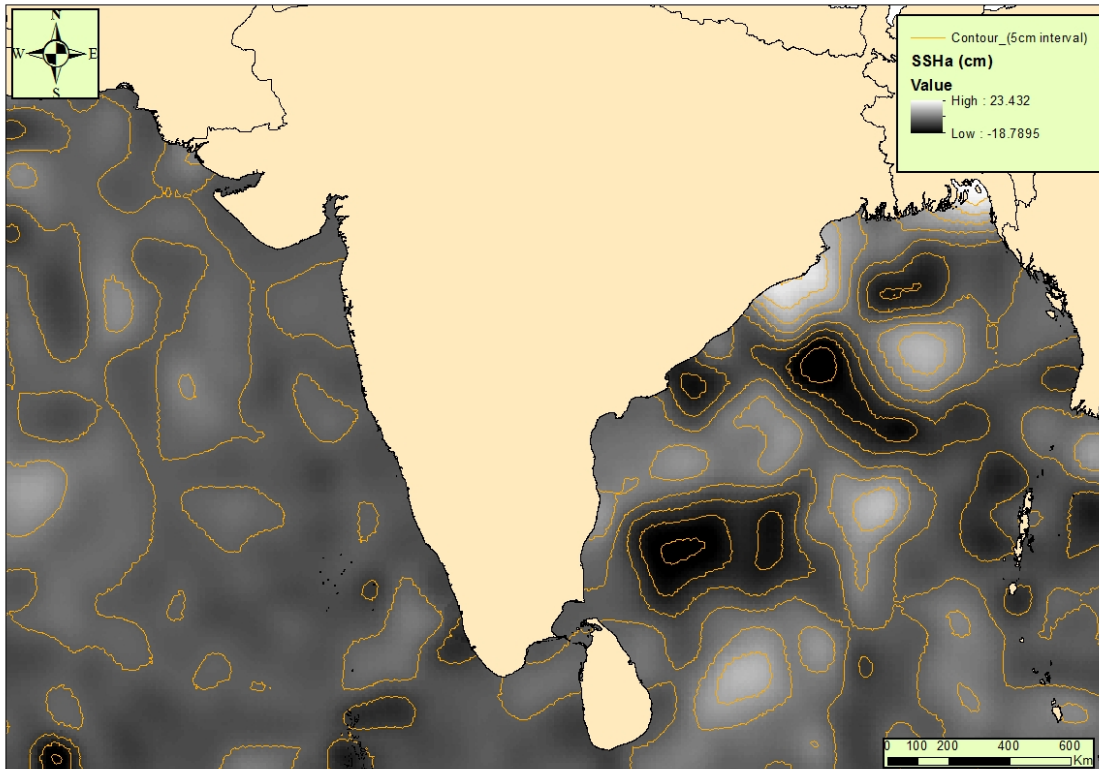 N
W E
S
Contour_(5cm interval)
SSHa (cm)
Value
High : 23.432
Low : -18.7895
0 100 200 400 600
Km